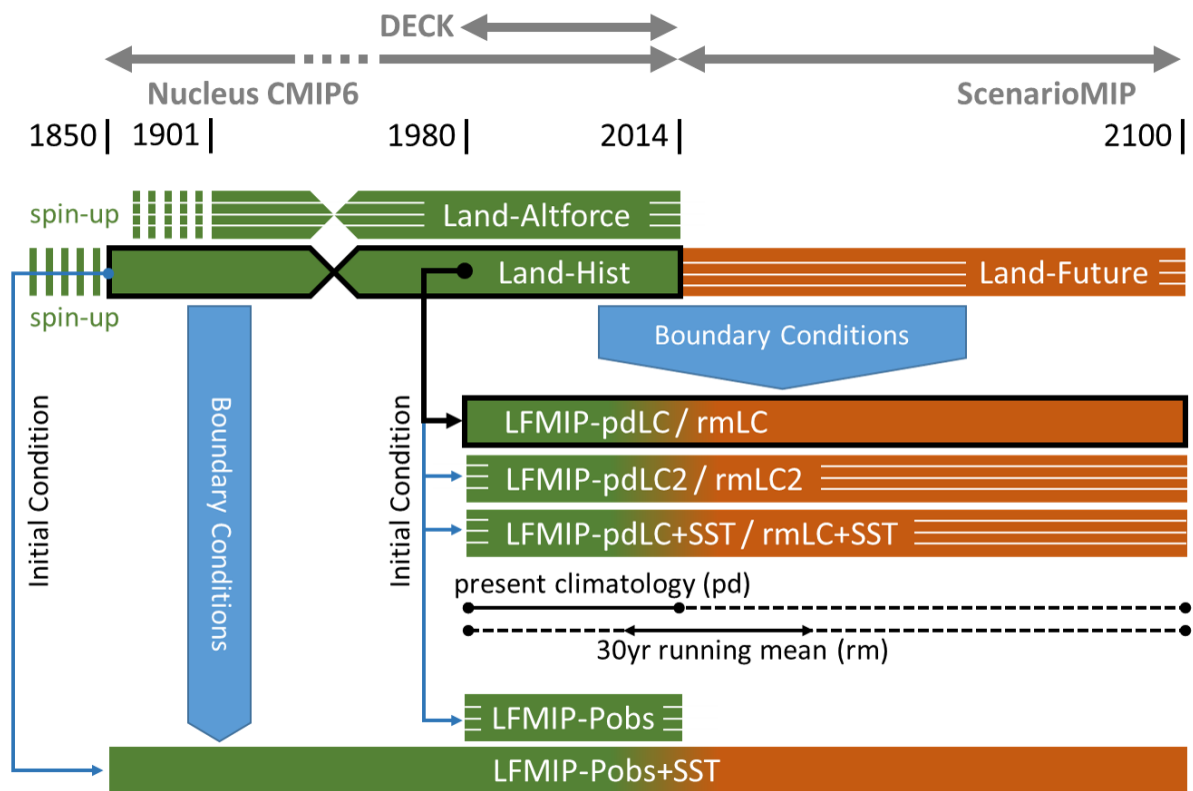 DECK
Nucleus CMIP6
ScenarioMIP
1850
1901
1980
2014
2100
spin-up
Land-Altforce
Land-Hist
Land-Future
spin-up
Boundary Conditions
Initial Condition
Boundary Conditions
Initial Condition
LFMIP-pdLC / rmLC
LFMIP-pdLC2 / rmLC2
LFMIP-pdLC+SST / rmLC+SST
present climatology (pd)
30yr running mean (rm)
LFMIP-Pobs
LFMIP-Pobs+SST